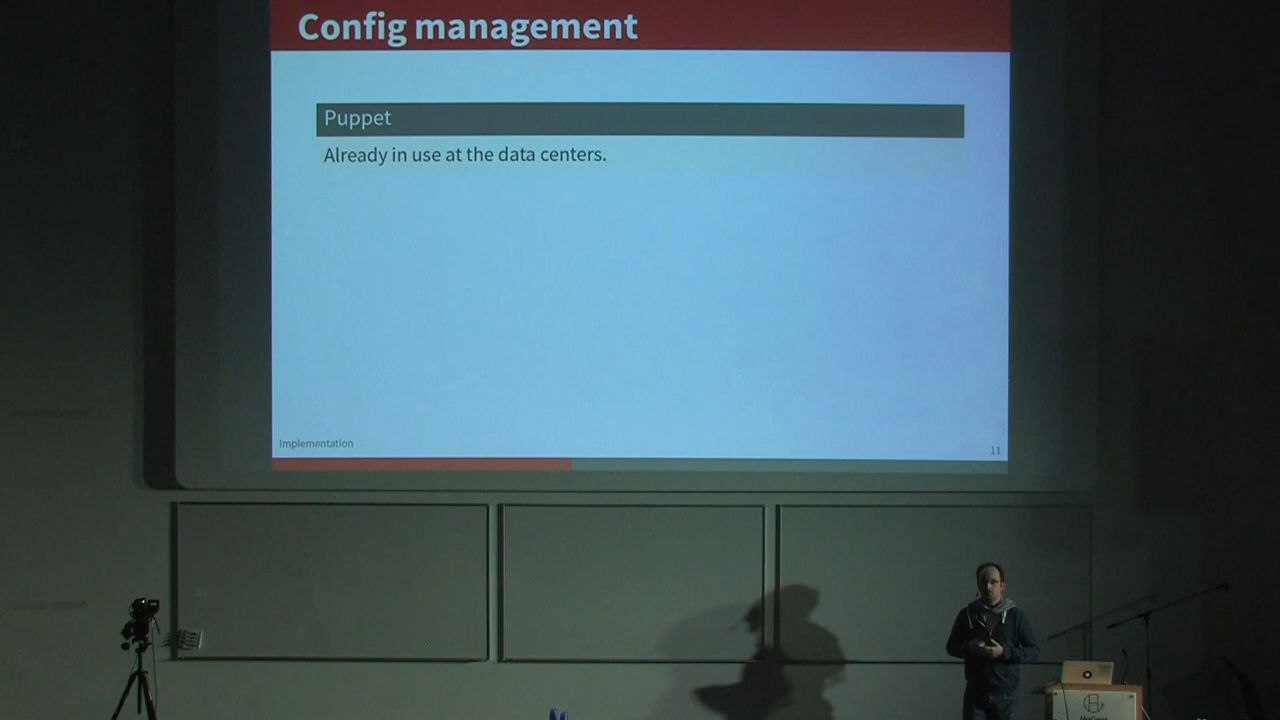 Config management
Puppet
Already in use at the data centers.
Implementation
11